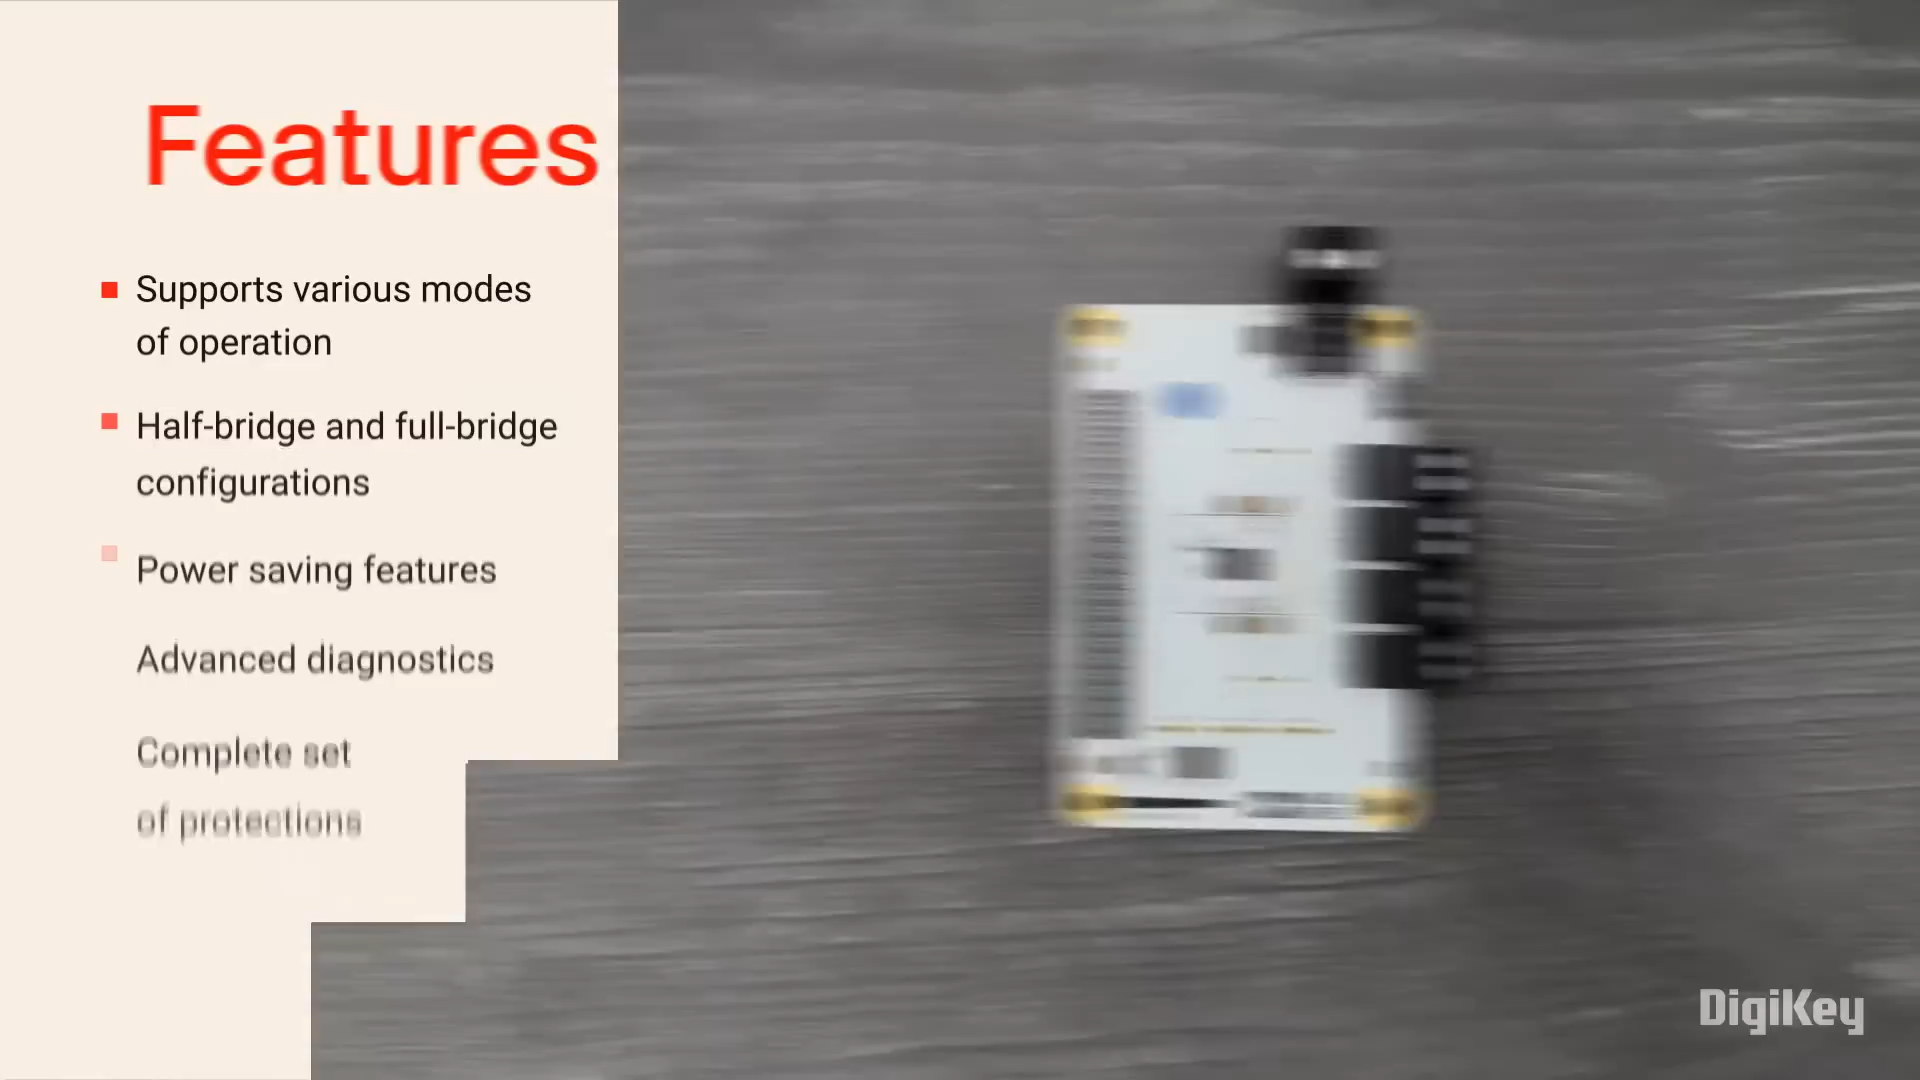 Features
Supports various modes
of operation
Half-bridge and full-bridge
configurations
Power saving features
Advanced diagnostics
Complete set
of protections
DigiKey